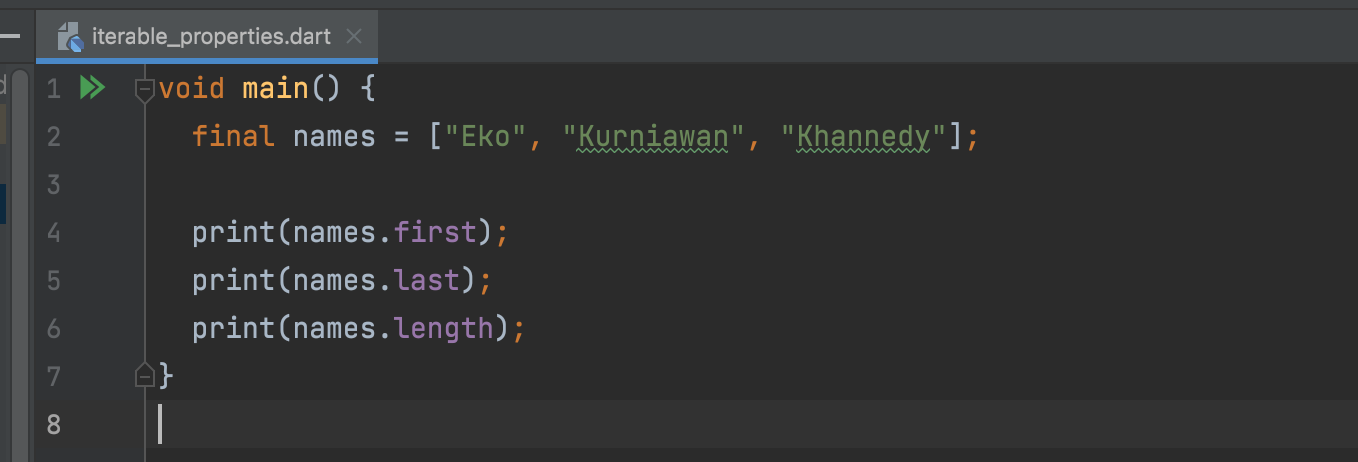 iterable_properties.dart
1 void main() {
2   final names = ["Eko", "Kurniawan", "Khannedy"];
3
4   print(names.first);
5   print(names.last);
6   print(names.length);
7 }
8